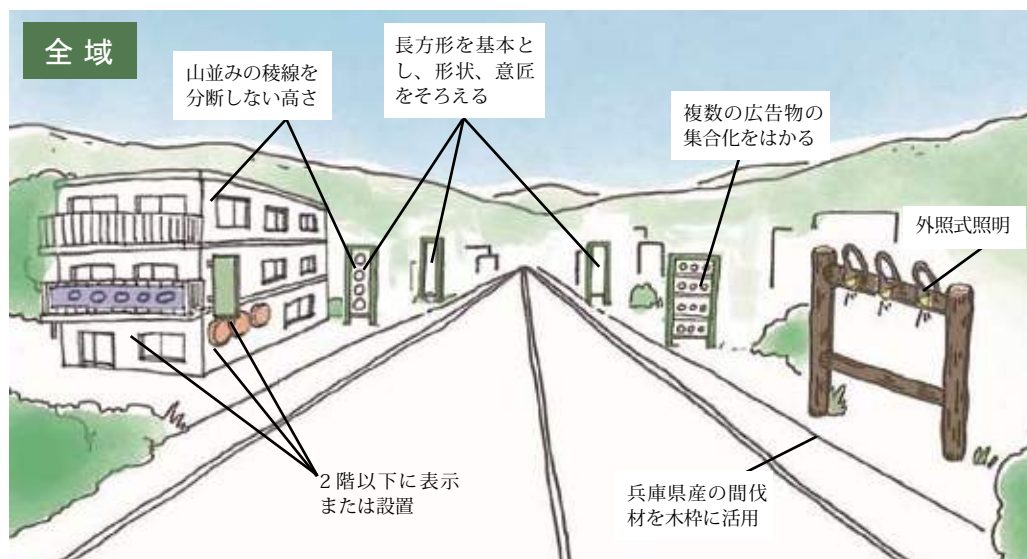 全域
山並みの稜線を
分断しない高さ
長方形を基本と
し、形状、意匠
をそろえる
複数の広告物の
集合化をはかる
外照式照明
2階以下に表示
または設置
兵庫県産の間伐
材を木枠に活用